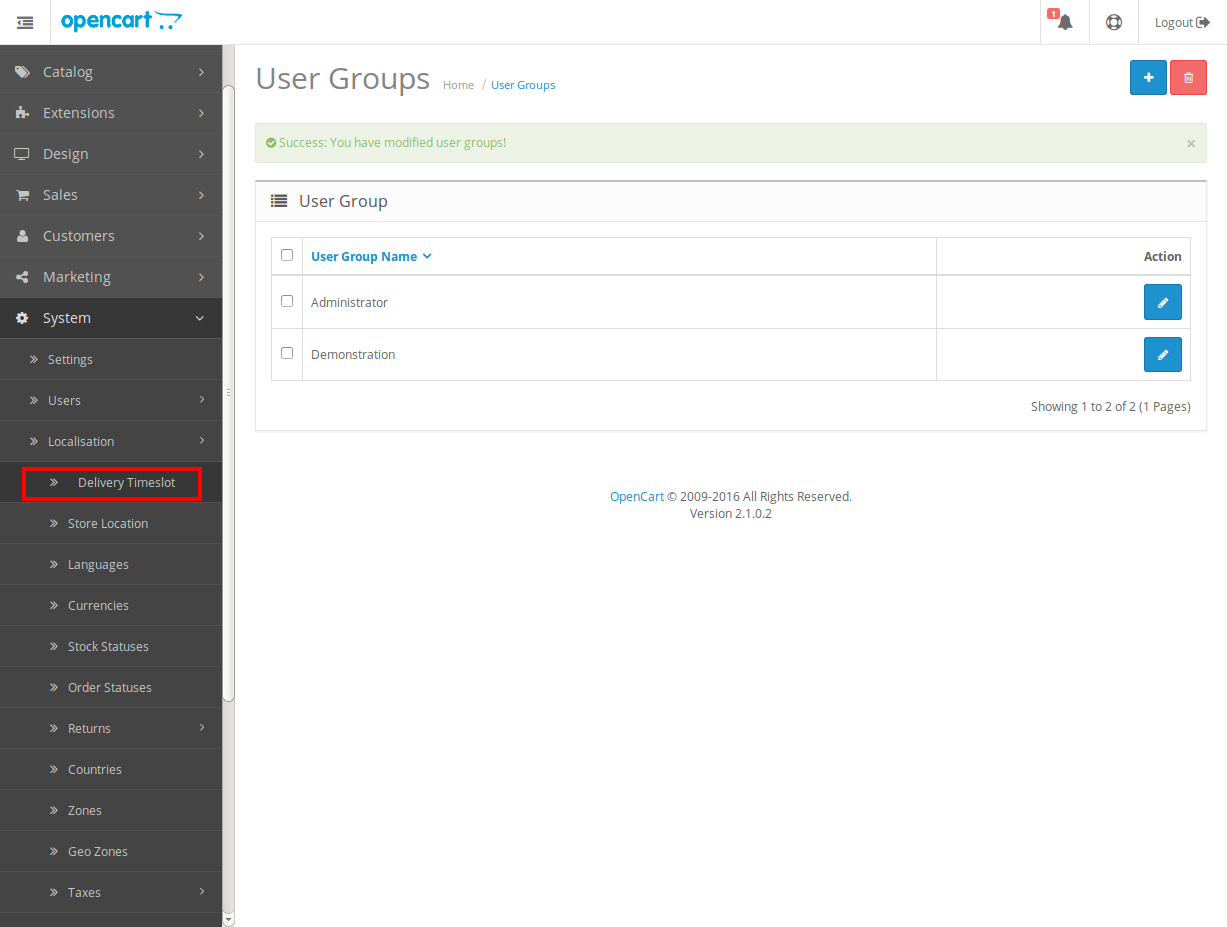 opencart
1
Logout
Catalog
Extensions
Design
Sales
Customers
Marketing
System
Settings
Users
Localisation
Delivery Timeslot
Store Location
Languages
Currencies
Stock Statuses
Order Statuses
Returns
Countries
Zones
Geo Zones
Taxes
User Groups Home / User Groups
Success: You have modified user groups! ×
User Group
User Group Name Action
Administrator
Demonstration
Showing 1 to 2 of 2 (1 Pages)
OpenCart © 2009-2016 All Rights Reserved.
Version 2.1.0.2